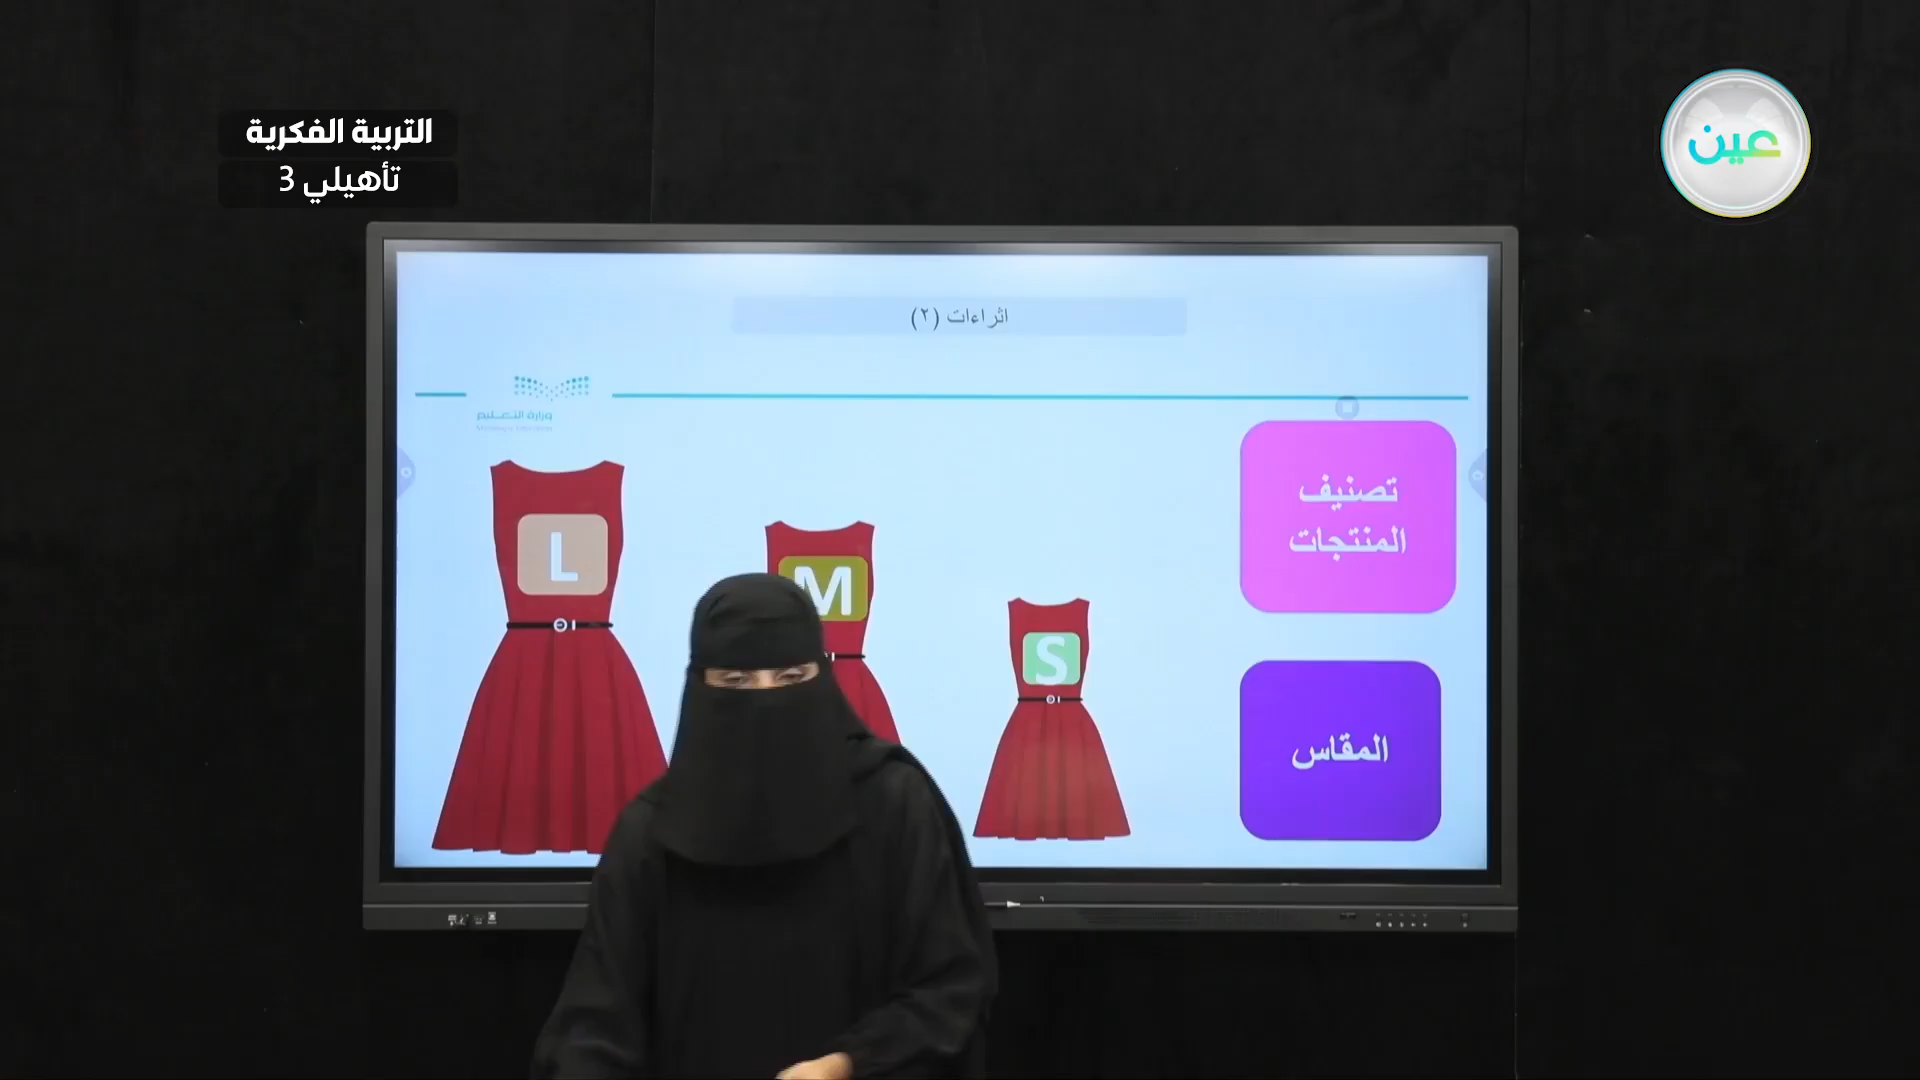 التربية الفكرية
تأهيلي 3
عين
اثراءات (٢)
وزارة التعليم
تصنيف
المنتجات
L
M
S
المقاس